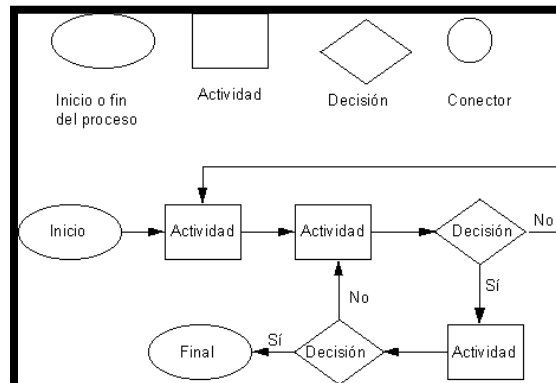 Inicio o fin
del proceso
Actividad
Decisión
Conector
Inicio
Actividad
Actividad
Decisión
No
Sí
No
Final
Sí
Decisión
Actividad